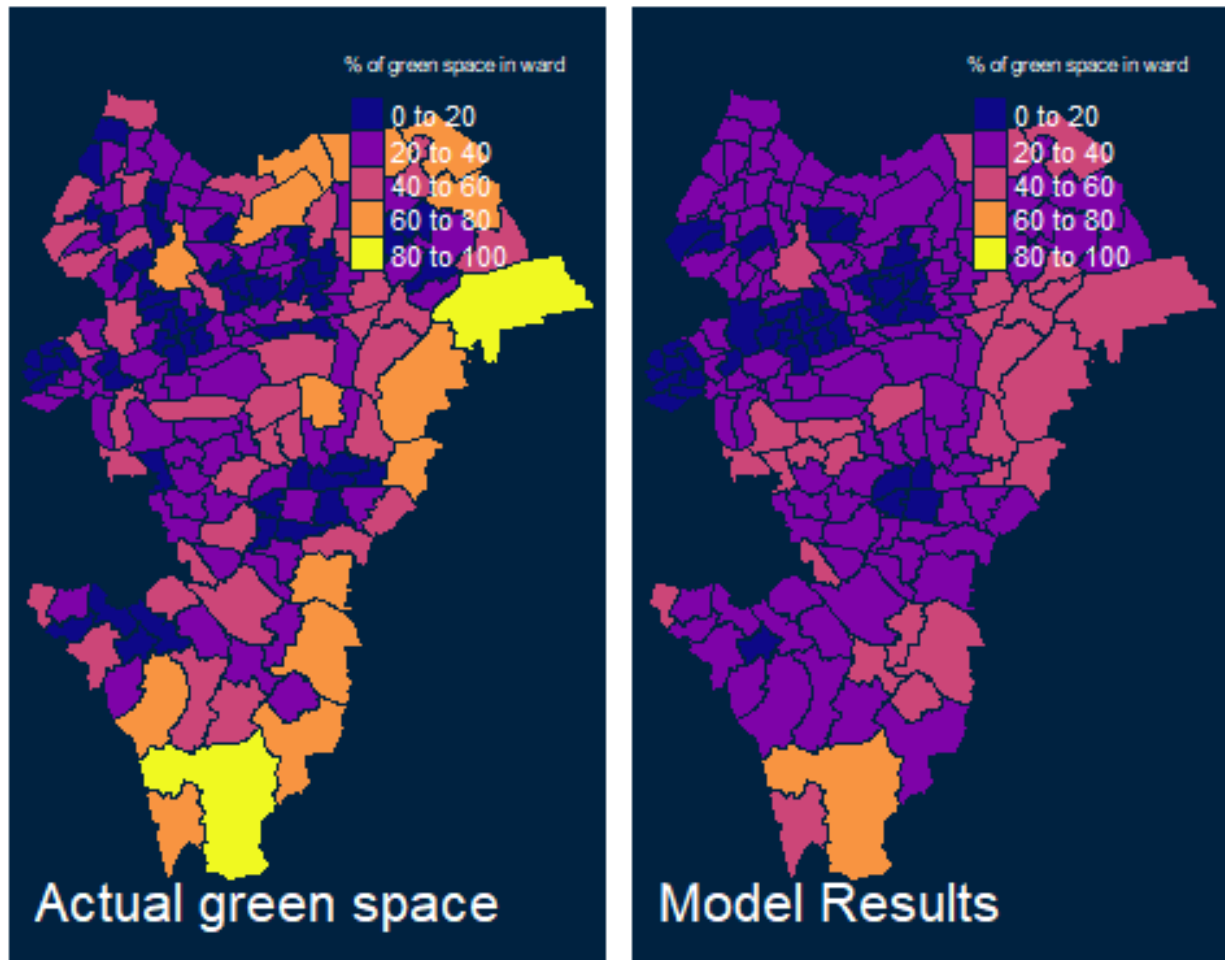 % of green space in ward
0 to 20
20 to 40
40 to 60
60 to 80
80 to 100
Actual green space
% of green space in ward
0 to 20
20 to 40
40 to 60
60 to 80
80 to 100
Model Results